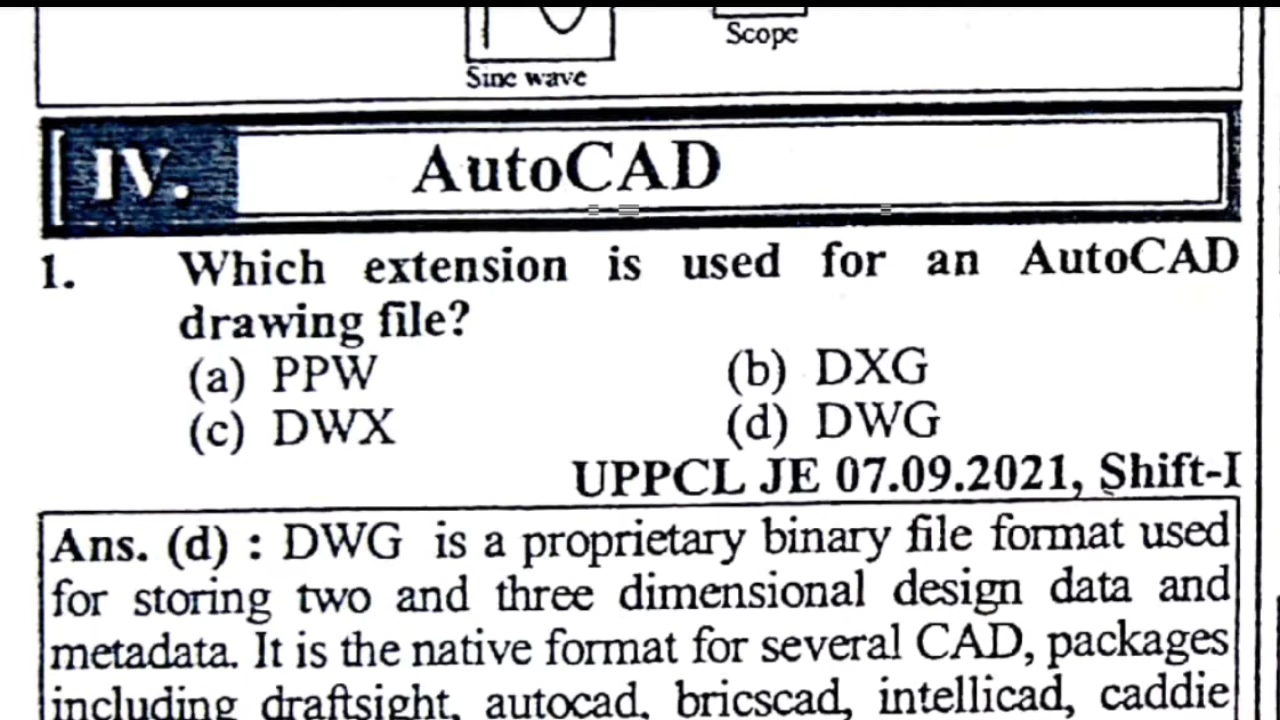 Scope
Sine wave
IV. AutoCAD
1. Which extension is used for an AutoCAD
drawing file?
(a) PPW (b) DXG
(c) DWX (d) DWG
UPPCL JE 07.09.2021, Shift-I
Ans. (d) : DWG is a proprietary binary file format used
for storing two and three dimensional design data and
metadata. It is the native format for several CAD, packages
including draftsight, autocad, bricscad, intellicad, caddie